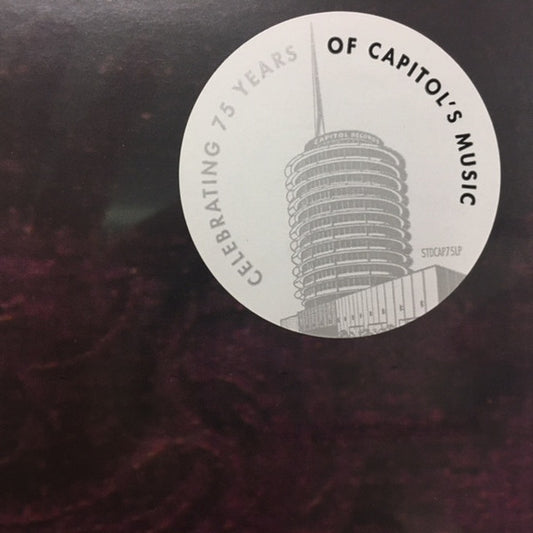 CELEBRATING 75 YEARS
OF CAPITOL'S MUSIC
CAPITOL RECORDS
STDCAP75LP